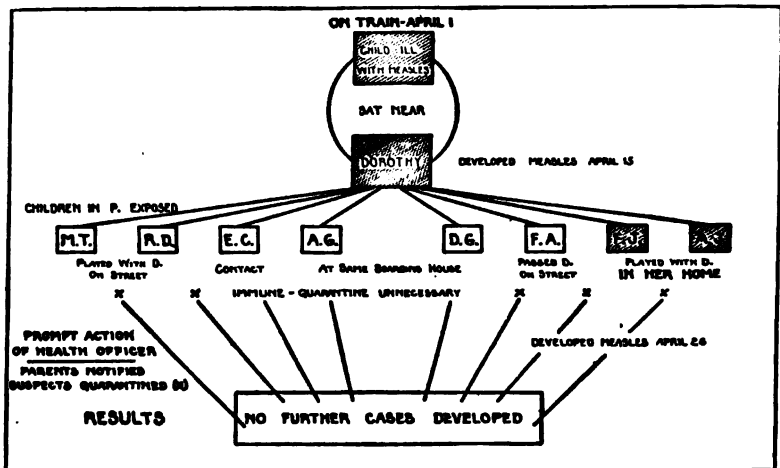 ON TRAIN-APRIL 1
CHILD ILL
WITH MEASLES
SAT NEAR
DOROTHY
DEVELOPED MEASLES APRIL 15
CHILDREN IN P. EXPOSED
M.T. R.D. E.C. A.G. D.G. F.A.
PLAYED WITH D.
ON STREET
CONTACT
AT SAME BOARDING HOUSE
PASSED D.
ON STREET
PLAYED WITH D.
IN HER HOME
x x IMMUNE - QUARANTINE UNNECESSARY x x x
PROMPT ACTION
OF HEALTH OFFICER
PARENTS NOTIFIED
SUSPECTS QUARANTINED (x)
DEVELOPED MEASLES APRIL 26
RESULTS
NO FURTHER CASES DEVELOPED